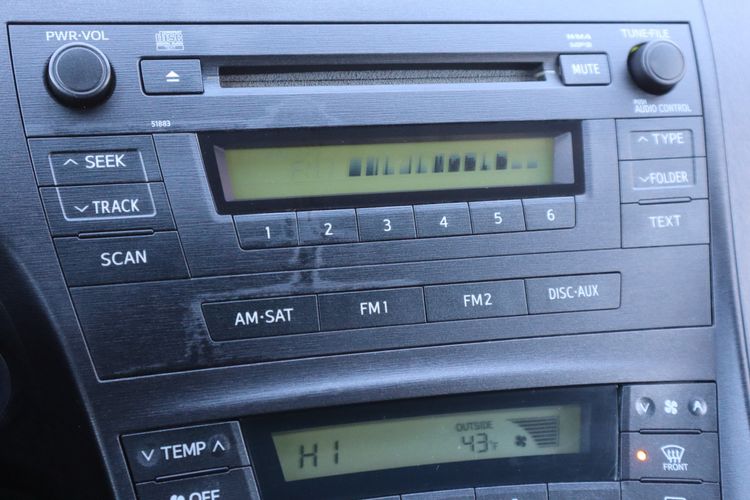 PWR·VOL
TUNE·FILE
MUTE
PUSH
AUDIO CONTROL
51883
∧ SEEK
∨ TRACK
SCAN
∧ TYPE
∨ FOLDER
TEXT
1 2 3 4 5 6
AM·SAT FM1 FM2 DISC·AUX
∨ TEMP ∧
HI
OUTSIDE
43°F
FRONT
OFF